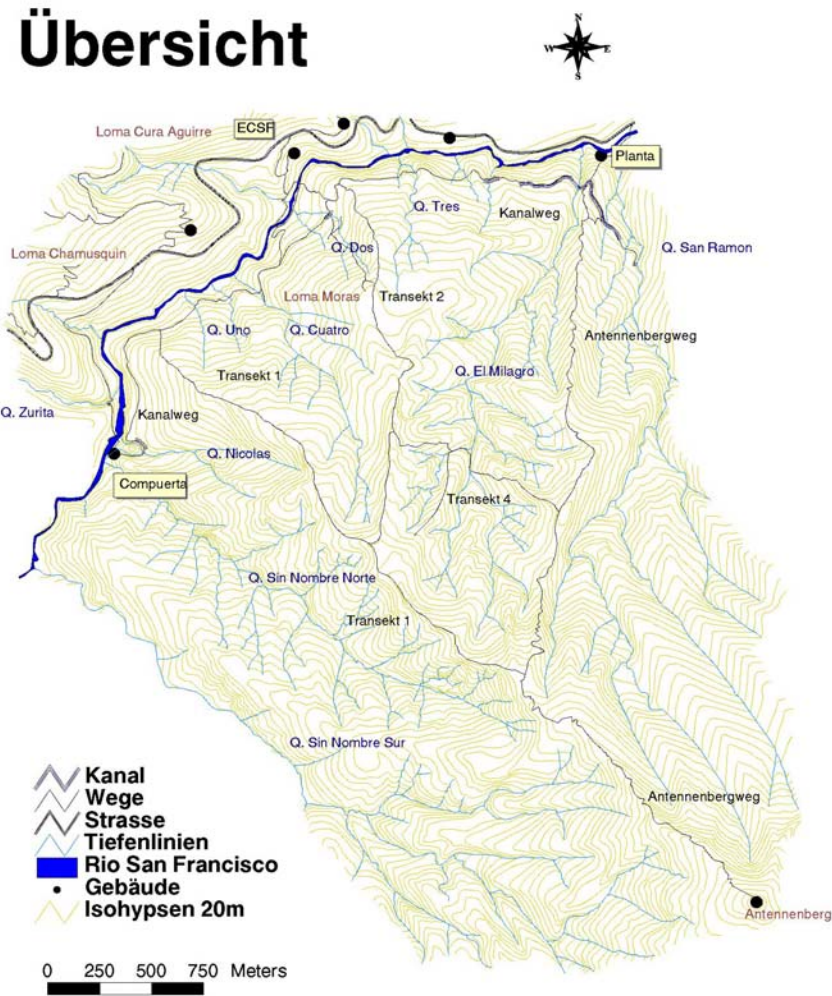 Übersicht
N
W E
S
Loma Cura Aguirre
ECSF
Planta
Q. Tres
Kanalweg
Q. Dos
Q. San Ramon
Loma Chamusquin
Loma Moras
Transekt 2
Q. Uno
Q. Cuatro
Antennenbergweg
Transekt 1
Q. El Milagro
Q. Zurita
Kanalweg
Q. Nicolas
Compuerta
Transekt 4
Q. Sin Nombre Norte
Transekt 1
Q. Sin Nombre Sur
Antennenbergweg
Antennenberg
Kanal
Wege
Strasse
Tiefenlinien
Rio San Francisco
Gebäude
Isohypsen 20m
0 250 500 750 Meters